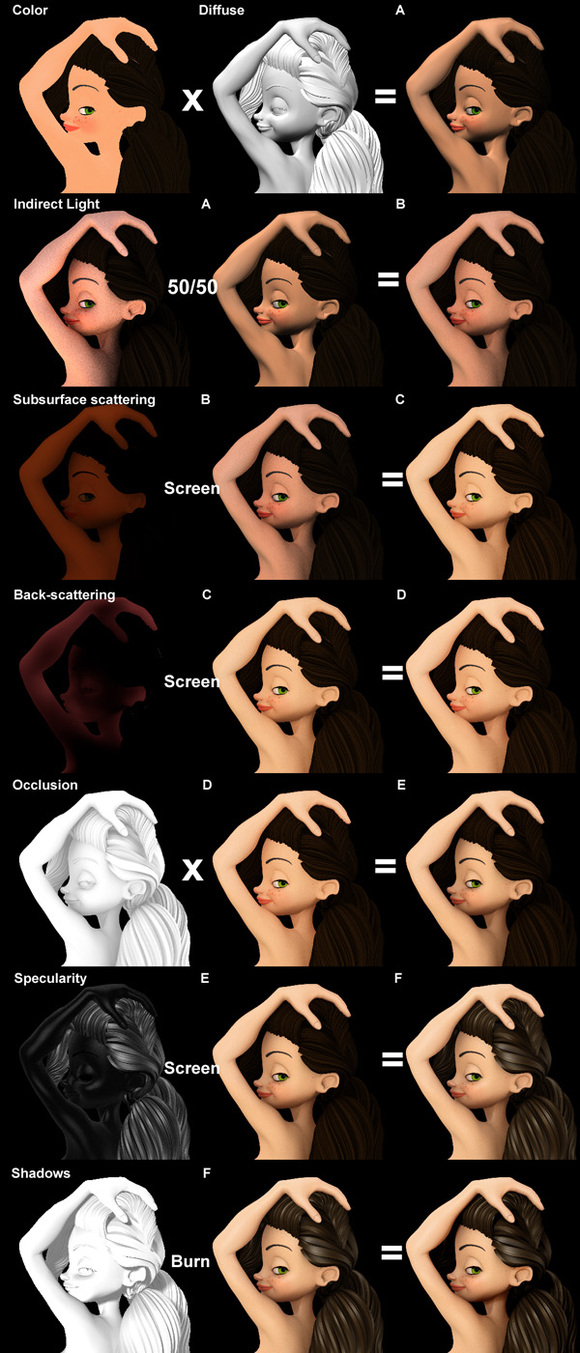 Color Diffuse A
x =
Indirect Light A B
50/50 =
Subsurface scattering B C
Screen =
Back-scattering C D
Screen =
Occlusion D E
x =
Specularity E F
Screen =
Shadows F
Burn =